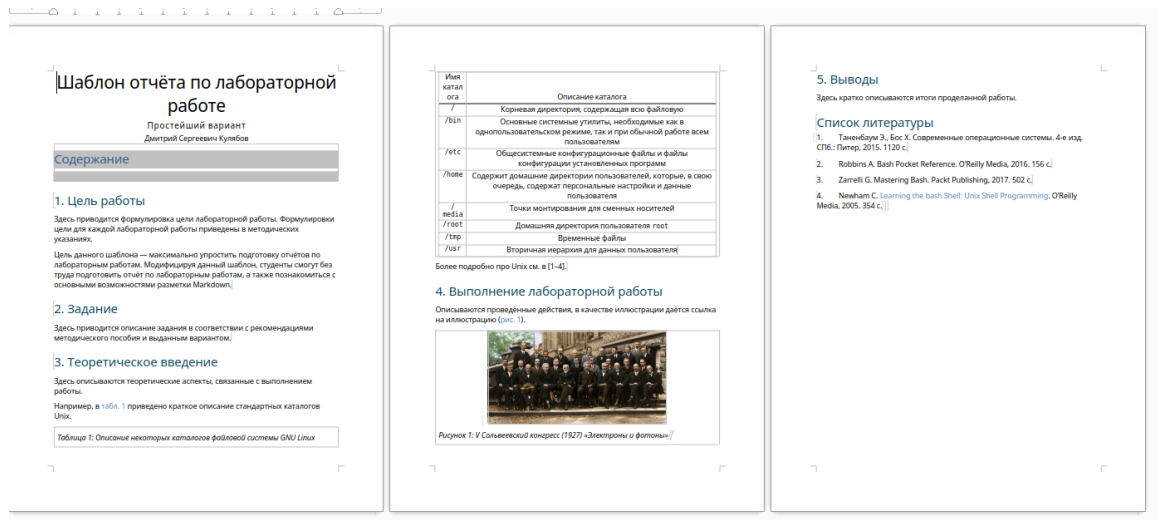 Шаблон отчёта по лабораторной
работе
Простейший вариант
Дмитрий Сергеевич Кулябов
Содержание
1. Цель работы
Здесь приводится формулировка цели лабораторной работы. Формулировки
цели для каждой лабораторной работы приведены в методических
указаниях.
Цель данного шаблона — максимально упростить подготовку отчётов по
лабораторным работам. Модифицируя данный шаблон, студенты смогут без
труда подготовить отчёт по лабораторным работам, а также познакомиться с
основными возможностями разметки Markdown.
2. Задание
Здесь приводится описание задания в соответствии с рекомендациями
методического пособия и выданным вариантом.
3. Теоретическое введение
Здесь описываются теоретические аспекты, связанные с выполнением
работы.
Например, в табл. 1 приведено краткое описание стандартных каталогов
Unix.
Таблица 1: Описание некоторых каталогов файловой системы GNU Linux
Имя
катал
ога Описание каталога
/ Корневая директория, содержащая всю файловую
/bin Основные системные утилиты, необходимые как в
однопользовательском режиме, так и при обычной работе всем
пользователям
/etc Общесистемные конфигурационные файлы и файлы
конфигурации установленных программ
/home Содержит домашние директории пользователей, которые, в свою
очередь, содержат персональные настройки и данные
пользователя
/ Точки монтирования для сменных носителей
media
/root Домашняя директория пользователя root
/tmp Временные файлы
/usr Вторичная иерархия для данных пользователя
Более подробно про Unix см. в [1–4].
4. Выполнение лабораторной работы
Описываются проведённые действия, в качестве иллюстрации даётся ссылка
на иллюстрацию (рис. 1).
Рисунок 1: V Сольвеевский конгресс (1927) «Электроны и фотоны»
5. Выводы
Здесь кратко описываются итоги проделанной работы.
Список литературы
1. Таненбаум Э., Бос Х. Современные операционные системы. 4-е изд.
СПб.: Питер, 2015. 1120 с.
2. Robbins A. Bash Pocket Reference. O'Reilly Media, 2016. 156 с.
3. Zarrelli G. Mastering Bash. Packt Publishing, 2017. 502 с.
4. Newham C. Learning the bash Shell: Unix Shell Programming. O'Reilly
Media, 2005. 354 с.